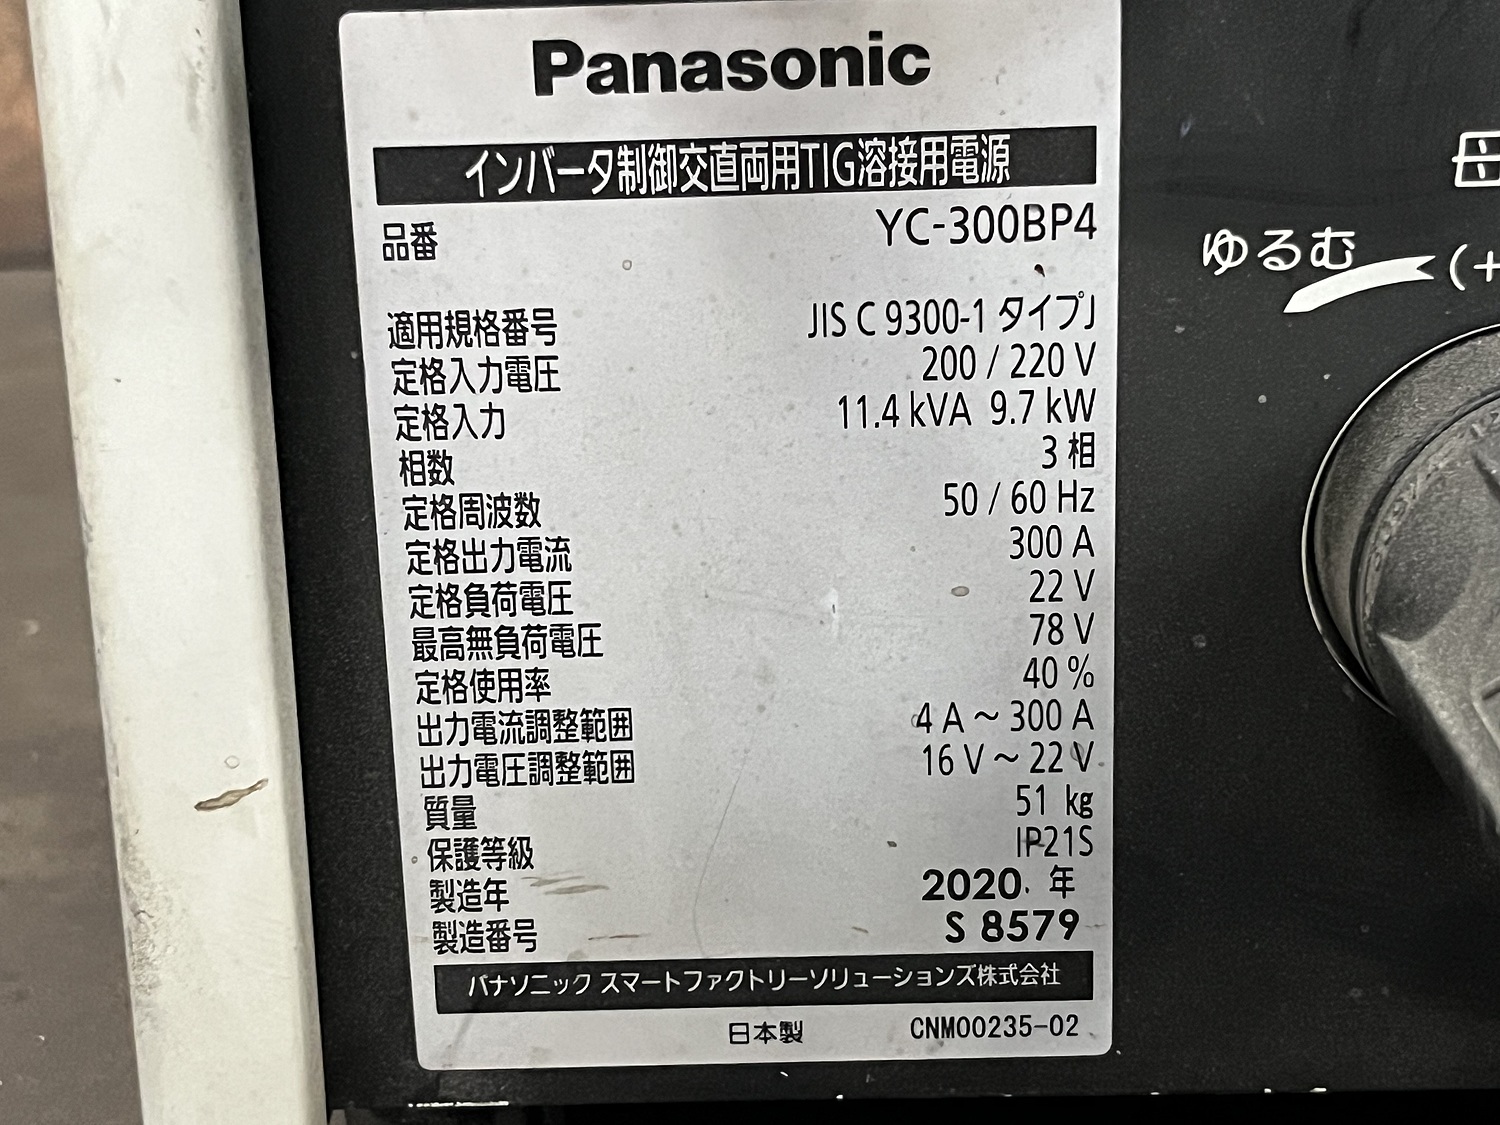 Panasonic
インバータ制御交直両用TIG溶接用電源
品番 YC-300BP4
適用規格番号 JIS C 9300-1 タイプJ
定格入力電圧 200 / 220 V
定格入力 11.4 kVA 9.7 kW
相数 3 相
定格周波数 50 / 60 Hz
定格出力電流 300 A
定格負荷電圧 22 V
最高無負荷電圧 78 V
定格使用率 40 %
出力電流調整範囲 4 A ~ 300 A
出力電圧調整範囲 16 V ~ 22 V
質量 51 kg
保護等級 IP21S
製造年 2020 年
製造番号 S 8579
パナソニック スマートファクトリーソリューションズ株式会社
日本製 CNM00235-02
母
ゆるむ (+